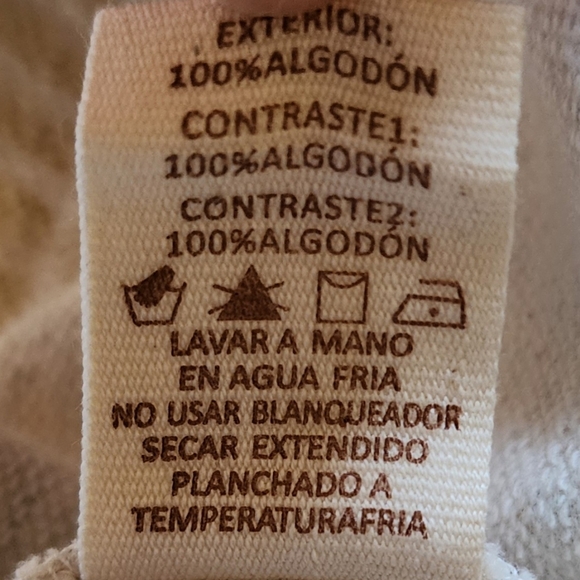 EXTERIOR:
100%ALGODÓN
CONTRASTE1:
100%ALGODÓN
CONTRASTE2:
100%ALGODÓN
LAVAR A MANO
EN AGUA FRIA
NO USAR BLANQUEADOR
SECAR EXTENDIDO
PLANCHADO A
TEMPERATURAFRIA